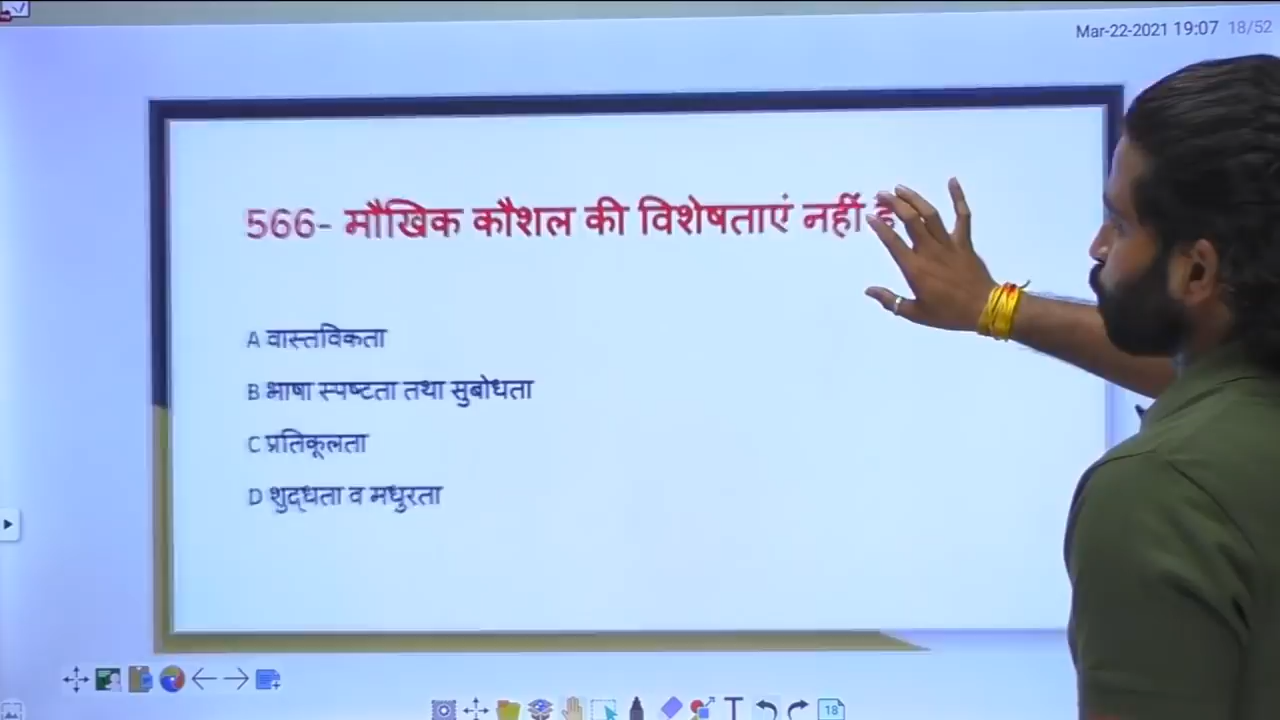 Mar-22-2021 19:07 18/52
566- मौखिक कौशल की विशेषताएं नहीं
A वास्तविकता
B भाषा स्पष्टता तथा सुबोधता
C प्रतिकूलता
D शुद्धता व मधुरता
T
18